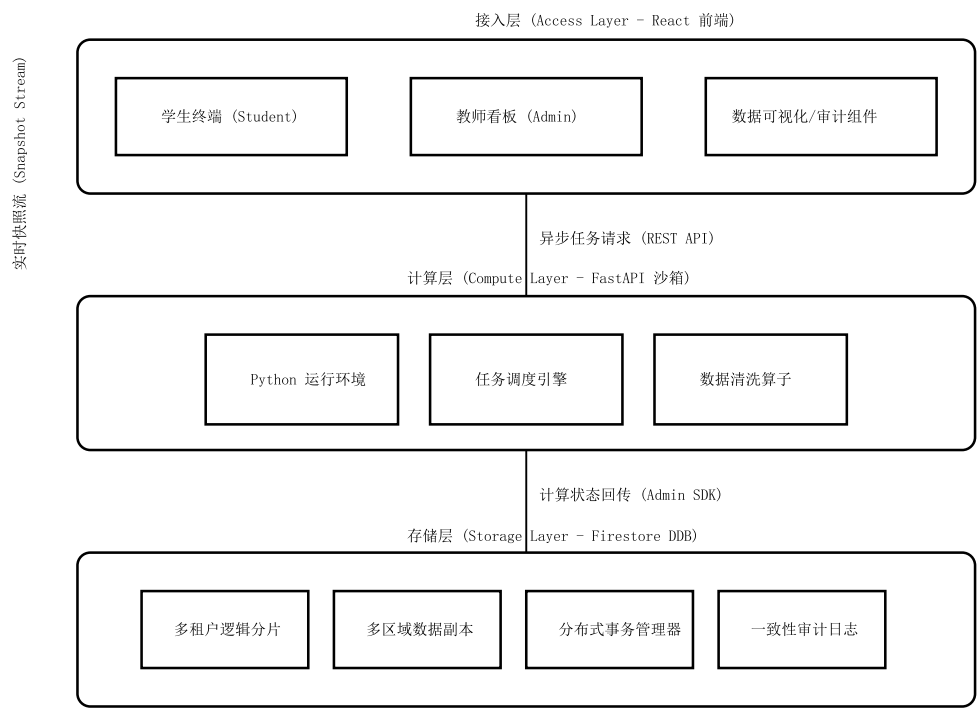 接入层 (Access Layer - React 前端)
实时快照流 (Snapshot Stream)
学生终端 (Student)
教师看板 (Admin)
数据可视化/审计组件
异步任务请求 (REST API)
计算层 (Compute Layer - FastAPI 沙箱)
Python 运行环境
任务调度引擎
数据清洗算子
计算状态回传 (Admin SDK)
存储层 (Storage Layer - Firestore DDB)
多租户逻辑分片
多区域数据副本
分布式事务管理器
一致性审计日志